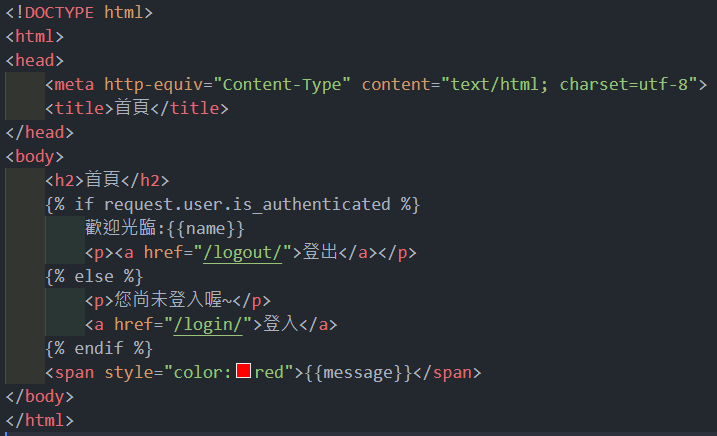 <!DOCTYPE html>
<html>
<head>
    <meta http-equiv="Content-Type" content="text/html; charset=utf-8">
    <title>首頁</title>
</head>
<body>
    <h2>首頁</h2>
    {% if request.user.is_authenticated %}
        歡迎光臨:{{name}}
        <p><a href="/logout/">登出</a></p>
    {% else %}
        <p>您尚未登入喔~</p>
        <a href="/login/">登入</a>
    {% endif %}
    <span style="color:red">{{message}}</span>
</body>
</html>